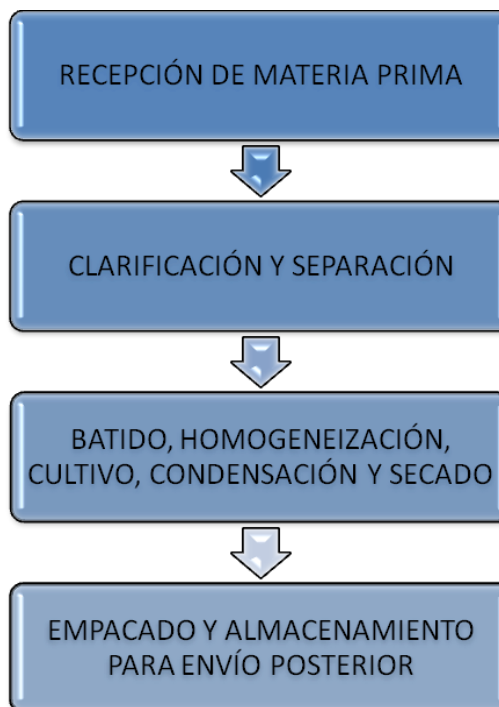 RECEPCIÓN DE MATERIA PRIMA
CLARIFICACIÓN Y SEPARACIÓN
BATIDO, HOMOGENEIZACIÓN,
CULTIVO, CONDENSACIÓN Y SECADO
EMPACADO Y ALMACENAMIENTO
PARA ENVÍO POSTERIOR